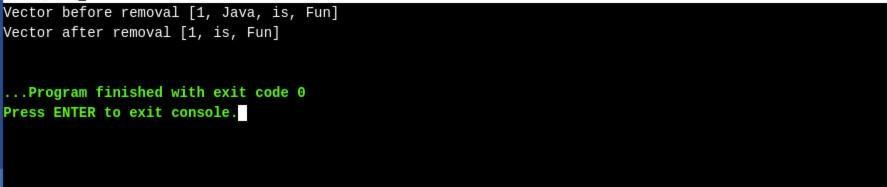 Vector before removal [1, Java, is, Fun]
Vector after removal [1, is, Fun]
...Program finished with exit code 0
Press ENTER to exit console.